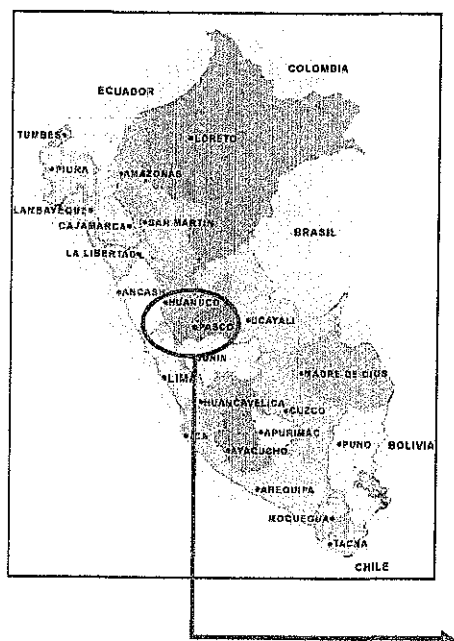 COLOMBIA
ECUADOR
TUMBES
LORETO
PIURA
AMAZONAS
LAMBAYEQUE
SAN MARTIN
CAJAMARCA
BRASIL
LA LIBERTAD
ANCASH
HUANUCO
PASCO
UCAYALI
JUNIN
LIMA
MADRE DE DIOS
HUANCAVELICA
CUZCO
APURIMAC
ICA
PUNO
BOLIVIA
AYACUCHO
AREQUIPA
MOQUEGUA
TACNA
CHILE